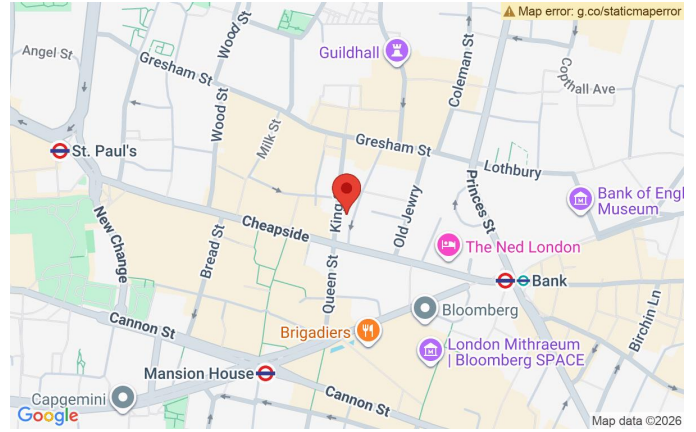 Map error: g.co/staticmaperror
Angel St
Wood St
Guildhall
Coleman St
Copthall Ave
Gresham St
Wood St
Milk St
Gresham St
Lothbury
St. Paul's
Princes St
Bank of Engl
Museum
King
Old Jewry
New Change
Cheapside
The Ned London
Bread St
Queen St
Bank
Bloomberg
Birchin Ln
Cannon St
Brigadiers
London Mithraeum
| Bloomberg SPACE
Mansion House
Cannon St
Capgemini
Google
Map data ©2026